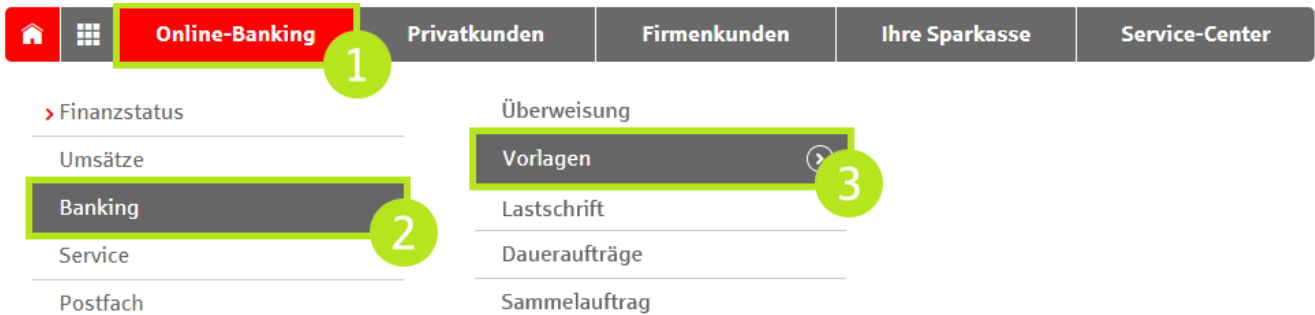 Online-Banking Privatkunden Firmenkunden Ihre Sparkasse Service-Center
1
Finanzstatus
Umsätze
Banking
2
Service
Postfach
Überweisung
Vorlagen
3
Lastschrift
Daueraufträge
Sammelauftrag